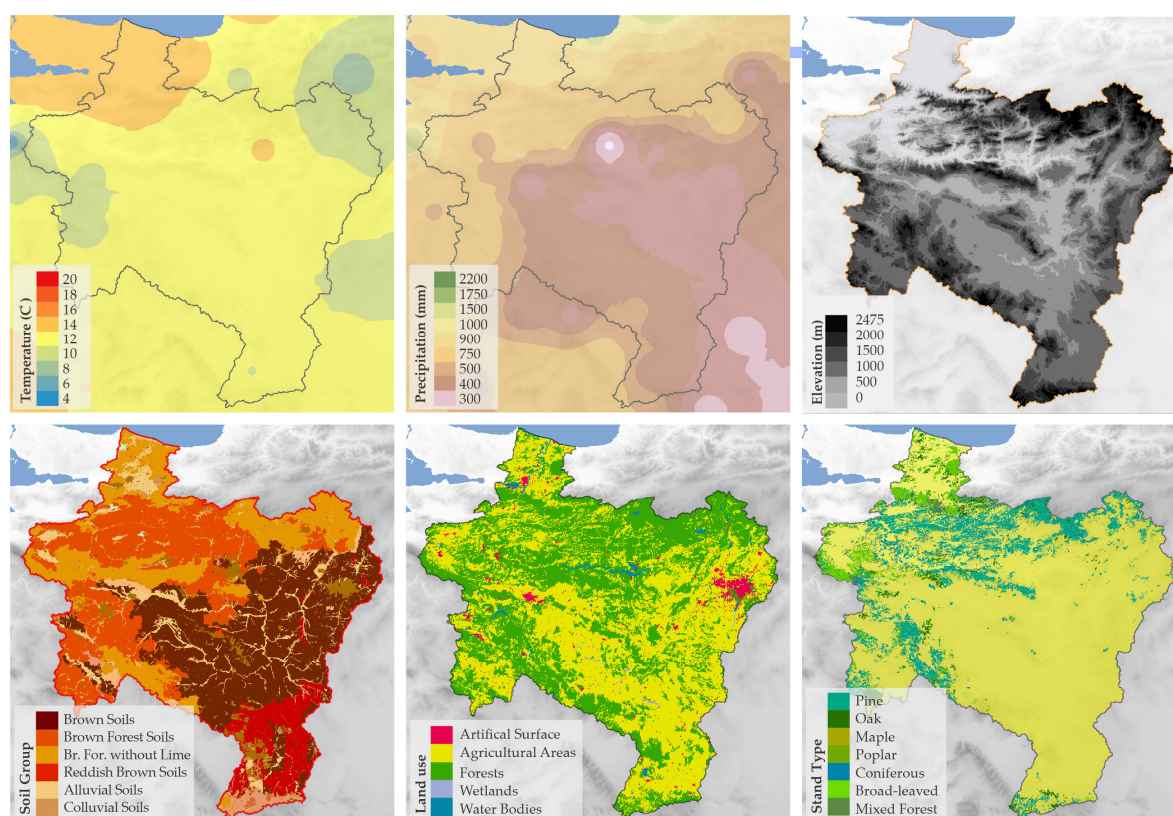 Temperature (C )
20
18
16
14
12
10
8
6
4
Precipitation (mm)
2200
1750
1500
1000
900
750
500
400
300
Elevation (m)
2475
2000
1500
1000
500
0
Soil Group
Brown Soils
Brown Forest Soils
Br. For. without Lime
Reddish Brown Soils
Alluvial Soils
Colluvial Soils
Land use
Artifical Surface
Agricultural Areas
Forests
Wetlands
Water Bodies
Stand Type
Pine
Oak
Maple
Poplar
Coniferous
Broad-leaved
Mixed Forest